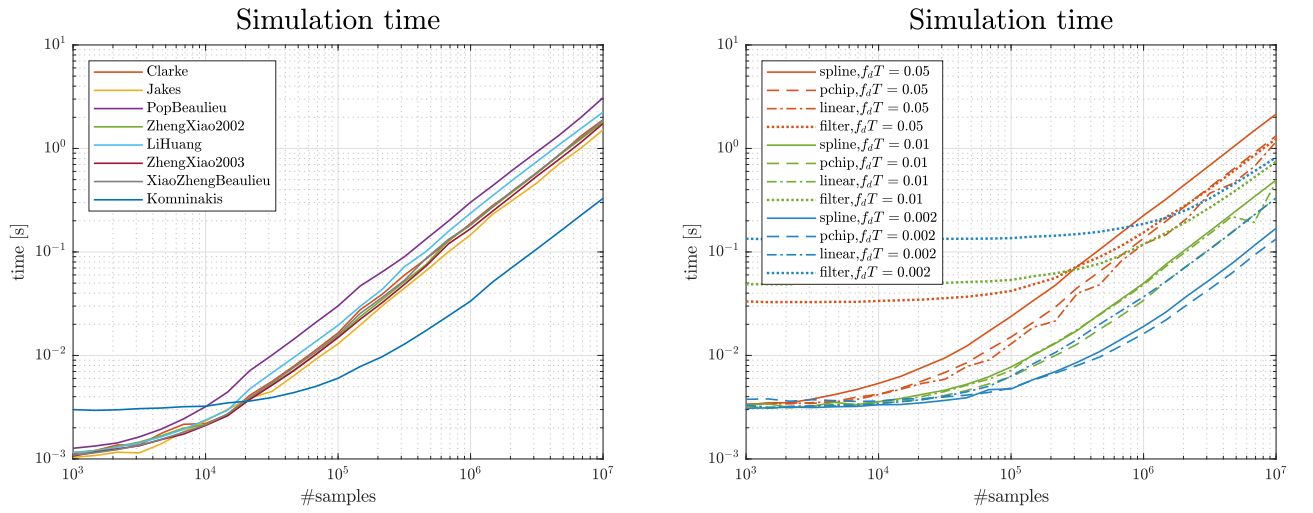 Simulation time
10^1
10^0
10^-1
10^-2
10^-3
time [s]
Clarke
Jakes
PopBeaulieu
ZhengXiao2002
LiHuang
ZhengXiao2003
XiaoZhengBeaulieu
Komninakis
10^3
10^4
10^5
10^6
10^7
#samples
Simulation time
10^1
10^0
10^-1
10^-2
10^-3
time [s]
spline,f_dT = 0.05
pchip,f_dT = 0.05
linear,f_dT = 0.05
filter,f_dT = 0.05
spline,f_dT = 0.01
pchip,f_dT = 0.01
linear,f_dT = 0.01
filter,f_dT = 0.01
spline,f_dT = 0.002
pchip,f_dT = 0.002
linear,f_dT = 0.002
filter,f_dT = 0.002
10^3
10^4
10^5
10^6
10^7
#samples